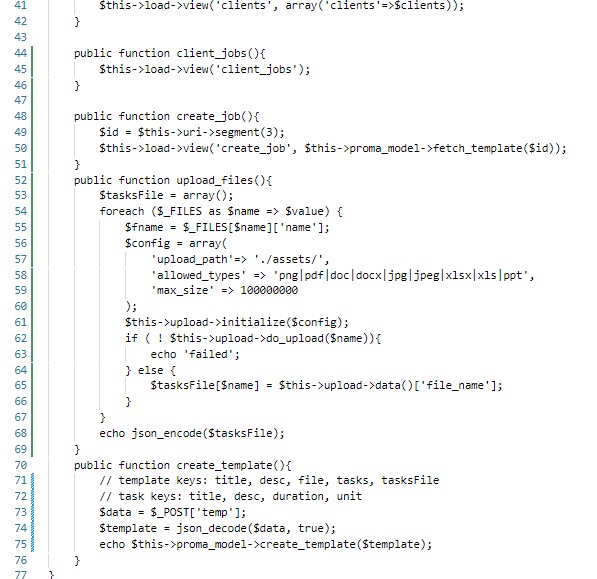 41 $this->load->view('clients', array('clients'=>$clients));
42 }
43
44 public function client_jobs(){
45 $this->load->view('client_jobs');
46 }
47
48 public function create_job(){
49 $id = $this->uri->segment(3);
50 $this->load->view('create_job', $this->proma_model->fetch_template($id));
51 }
52 public function upload_files(){
53 $tasksFile = array();
54 foreach ($_FILES as $name => $value) {
55 $fname = $_FILES[$name]['name'];
56 $config = array(
57 'upload_path'=> './assets/',
58 'allowed_types' => 'png|pdf|doc|docx|jpg|jpeg|xlsx|xls|ppt',
59 'max_size' => 100000000
60 );
61 $this->upload->initialize($config);
62 if ( ! $this->upload->do_upload($name)){
63 echo 'failed';
64 } else {
65 $tasksFile[$name] = $this->upload->data()['file_name'];
66 }
67 }
68 echo json_encode($tasksFile);
69 }
70 public function create_template(){
71 // template keys: title, desc, file, tasks, tasksFile
72 // task keys: title, desc, duration, unit
73 $data = $_POST['temp'];
74 $template = json_decode($data, true);
75 echo $this->proma_model->create_template($template);
76 }
77 }